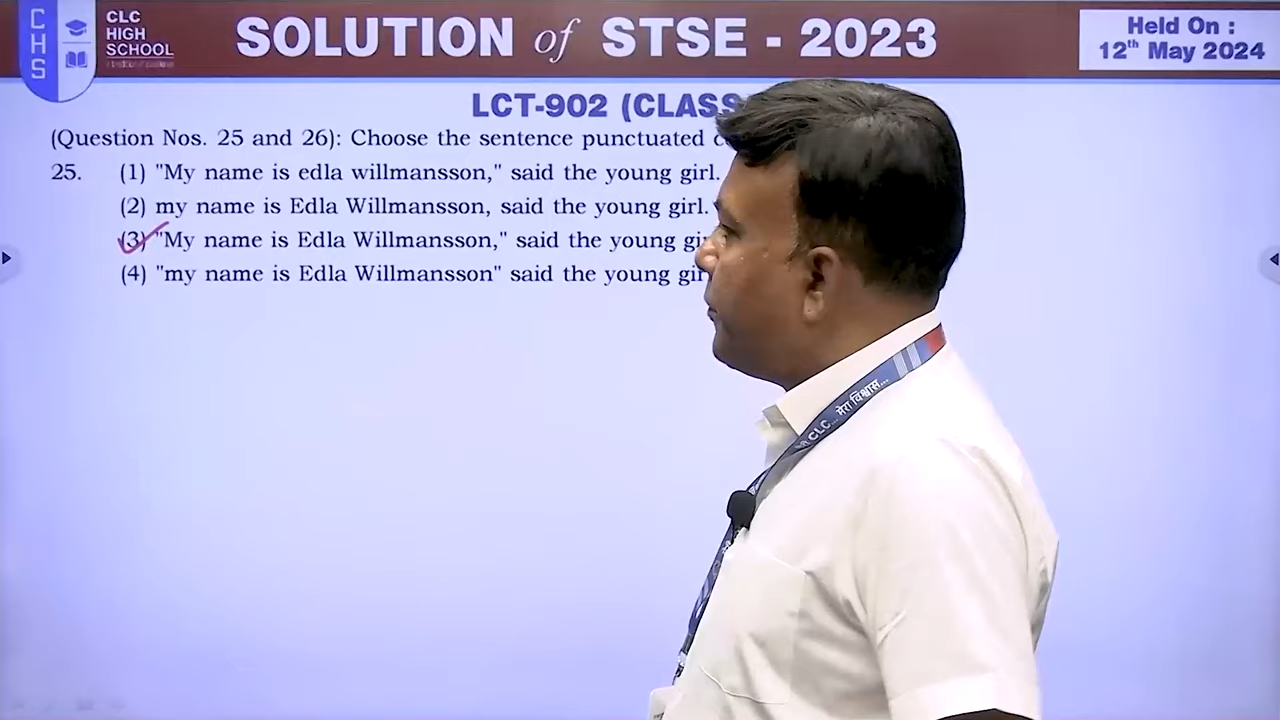 CHS
CLC
HIGH
SCHOOL
SOLUTION of STSE - 2023
Held On :
12th May 2024
LCT-902 (CLASS
(Question Nos. 25 and 26): Choose the sentence punctuated
25. (1) "My name is edla willmansson," said the young girl.
(2) my name is Edla Willmansson, said the young girl.
(3) "My name is Edla Willmansson," said the young
(4) "my name is Edla Willmansson" said the young
CLC... मेरा विश्वास...